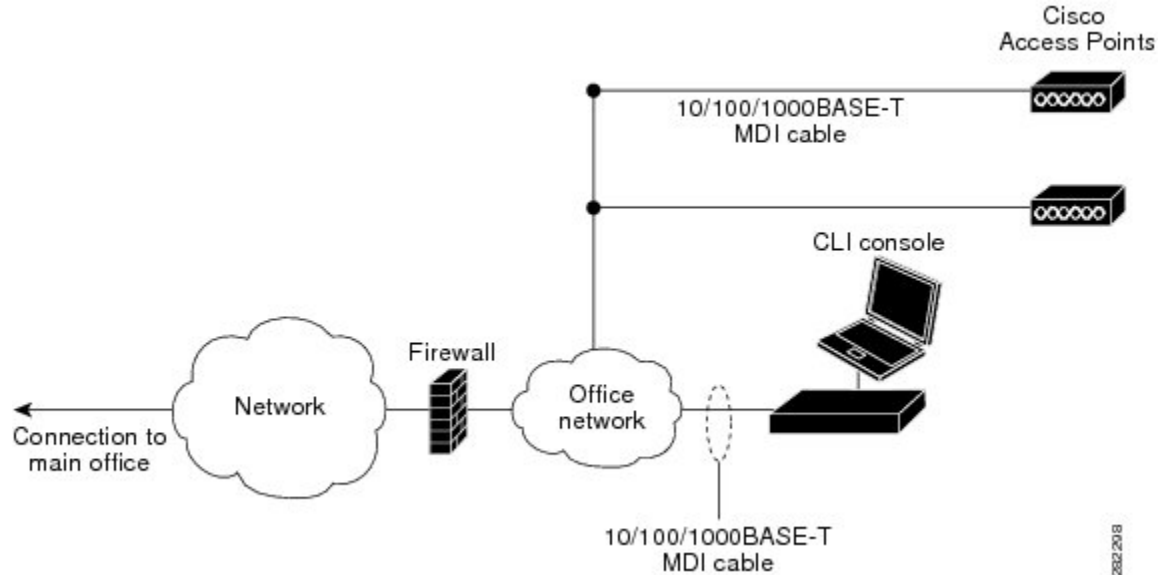 Cisco
Access Points
10/100/1000BASE-T
MDI cable
CLI console
Firewall
Network
Office
network
Connection to
main office
10/100/1000BASE-T
MDI cable
282298